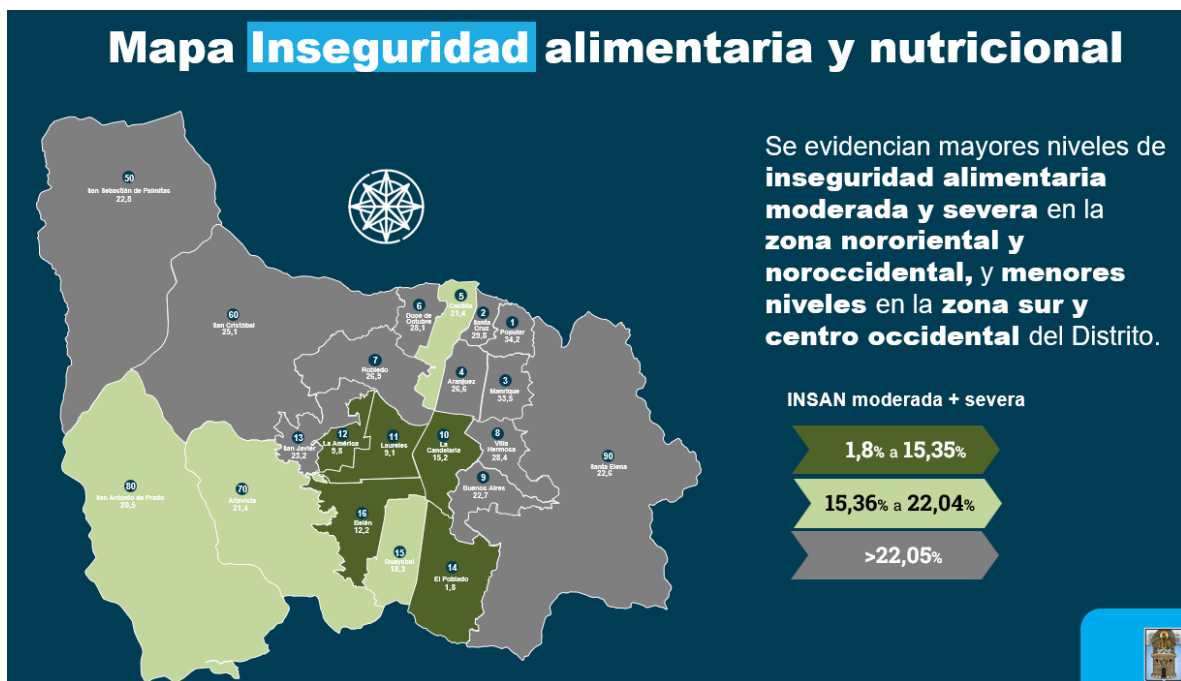 Mapa Inseguridad alimentaria y nutricional
Se evidencian mayores niveles de
inseguridad alimentaria
moderada y severa en la
zona nororiental y
noroccidental, y menores
niveles en la zona sur y
centro occidental del Distrito.
INSAN moderada + severa
1,8% a 15,35%
15,36% a 22,04%
>22,05%
50
San Sebastián de Palmitas
22,8
60
San Cristóbal
25,1
6
Doce de
Octubre
28,1
5
Castilla
21,4
2
Santa
Cruz
1
Popular
34,2
7
Robledo
26,9
4
Aranjuez
26,6
3
Manrique
33,5
13
San Javier
23,2
12
La América
9,8
11
Laureles
9,1
10
La
Candelaria
15,2
8
Villa
Hermosa
28,4
9
Buenos Aires
22,7
90
Santa Elena
22,6
80
San Antonio de Prado
20,5
70
Altavista
21,4
16
Belén
12,2
15
Guayabal
14
El Poblado
1,8